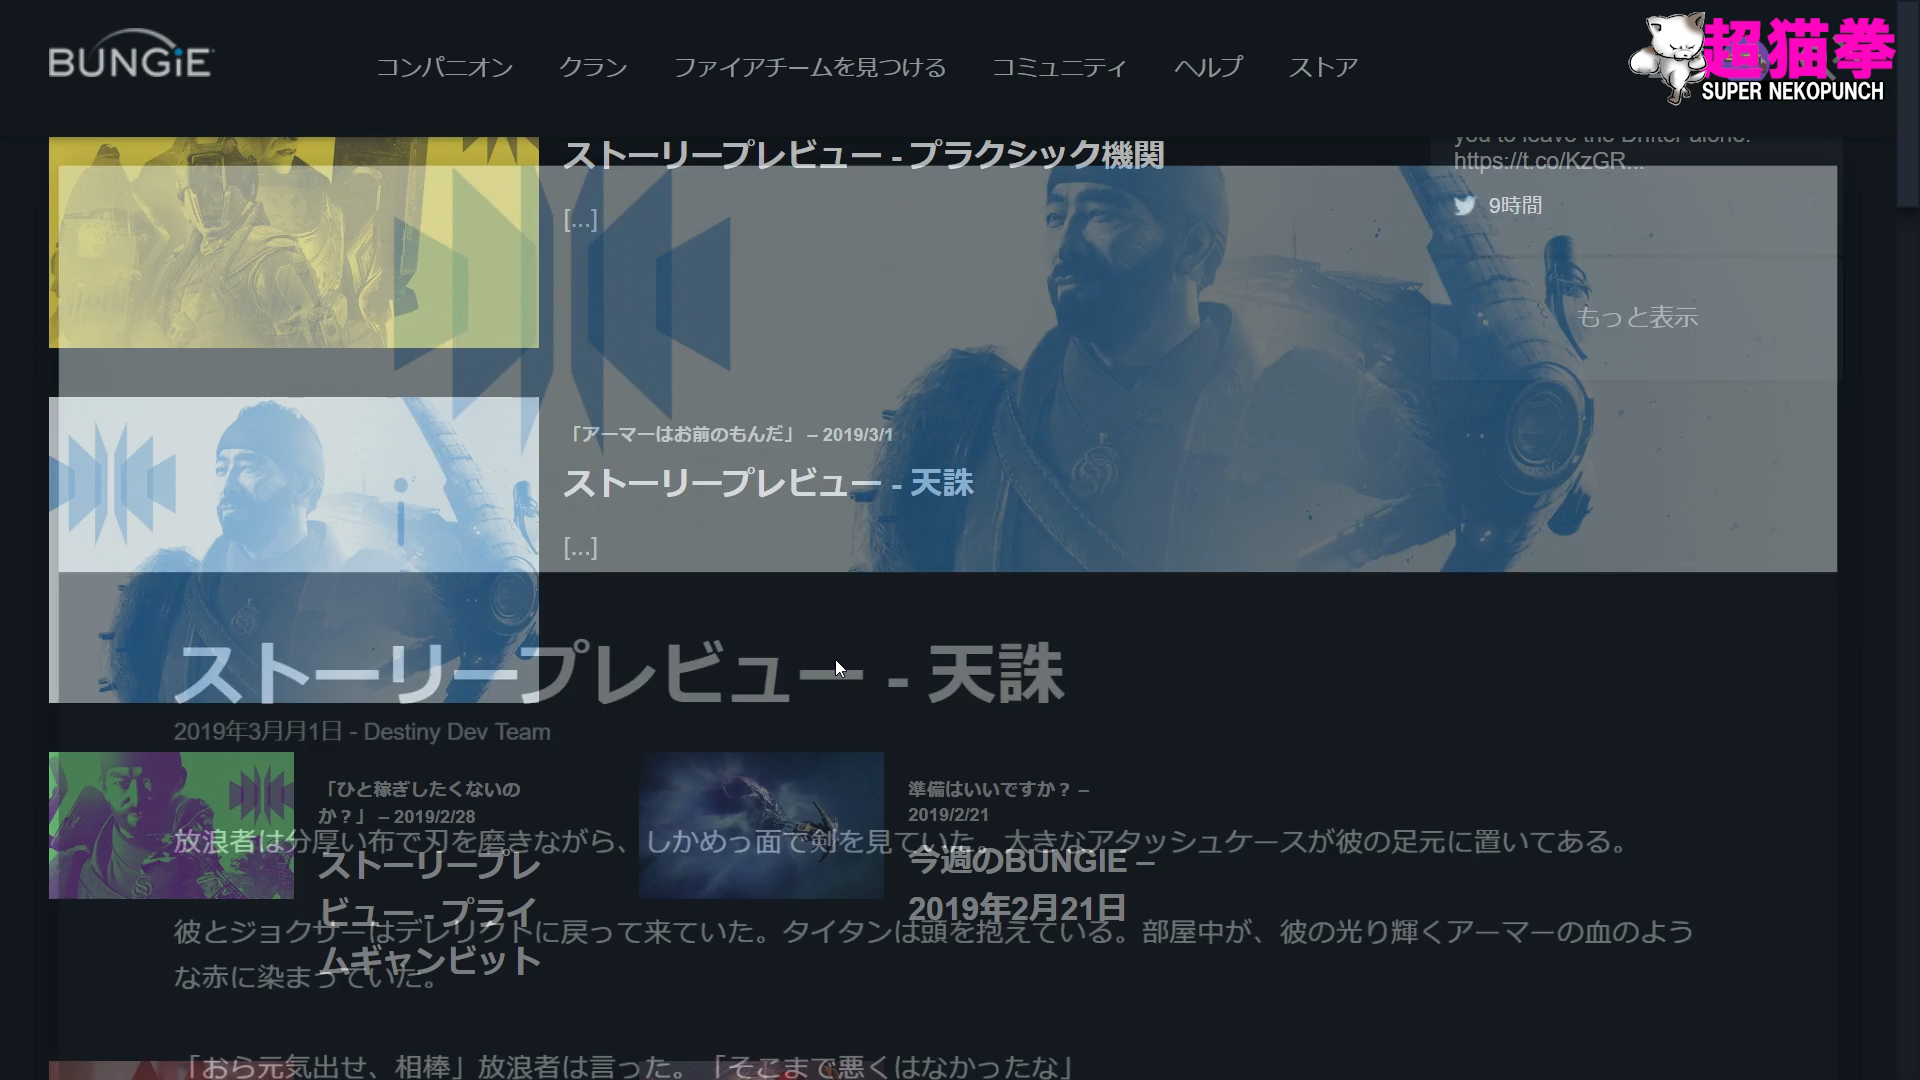 BUNGiE
コンパニオン
クラン
ファイアチームを見つける
コミュニティ
ヘルプ
ストア
超猫拳
SUPER NEKOPUNCH
ストーリープレビュー - プラクシック機関
[...]
you to leave the Drifter alone.
https://t.co/KzGR...
9時間
もっと表示
「アーマーはお前のもんだ」 – 2019/3/1
ストーリープレビュー - 天誅
[...]
ストーリープレビュー - 天誅
2019年3月月1日 - Destiny Dev Team
「ひと稼ぎしたくないの
か？」 – 2019/2/28
ストーリープレ
ビュー - プライ
ムギャンビット
準備はいいですか？ –
2019/2/21
今週のBUNGIE –
2019年2月21日
放浪者は分厚い布で刃を磨きながら、しかめっ面で剣を見ていた。大きなアタッシュケースが彼の足元に置いてある。
彼とジョクサーはデレリクトに戻って来ていた。タイタンは頭を抱えている。部屋中が、彼の光り輝くアーマーの血のよう
な赤に染まっていた。
「おら元気出せ、相棒」放浪者は言った。「そこまで悪くはなかったな」